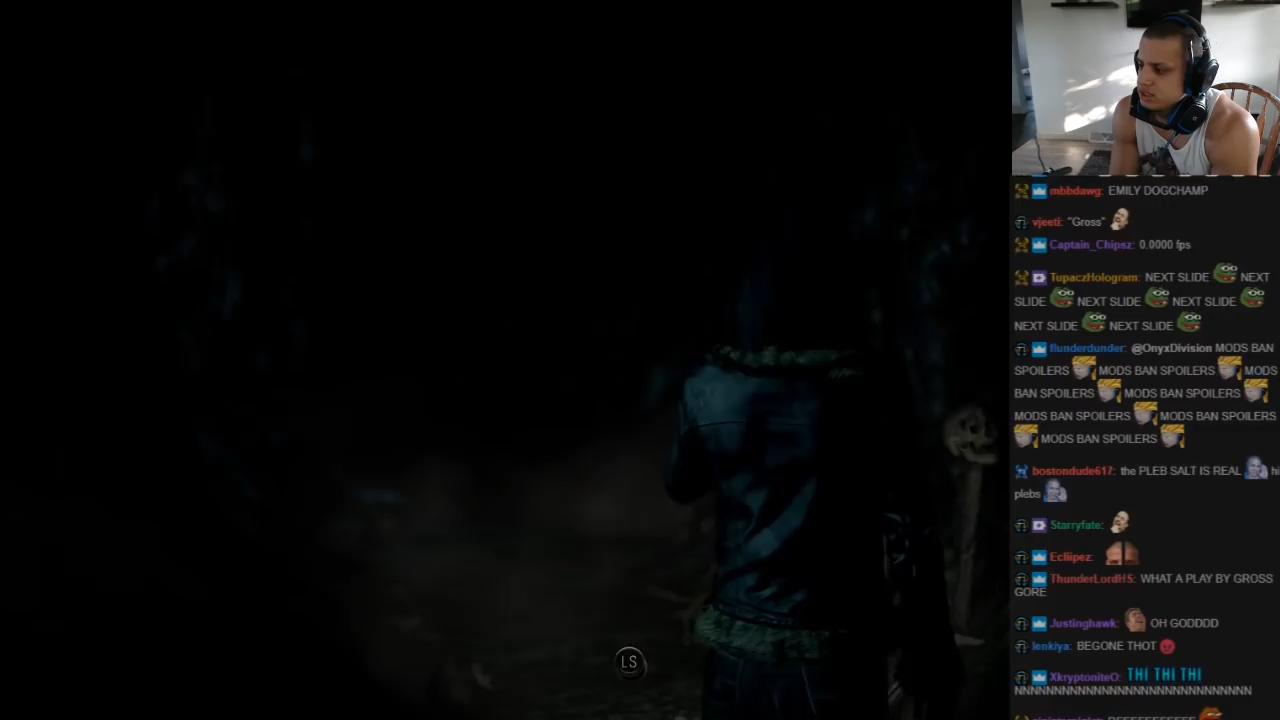 mbbdawg: EMILY DOGCHAMP
vjeeti: "Gross"
Captain_Chipsz: 0.0000 fps
TupaczHologram: NEXT SLIDE NEXT
SLIDE NEXT SLIDE NEXT SLIDE
NEXT SLIDE NEXT SLIDE
flunderdunder: @OnyxDivision MODS BAN
SPOILERS MODS BAN SPOILERS MODS
BAN SPOILERS MODS BAN SPOILERS
MODS BAN SPOILERS MODS BAN SPOILERS
MODS BAN SPOILERS
bostondude617: the PLEB SALT IS REAL hi
plebs
Starryfate:
Ecliipez:
ThunderLordHS: WHAT A PLAY BY GROSS
GORE
Justinghawk: OH GODDDD
lenkiya: BEGONE THOT
XkryptoniteO: THI THI THI
NNNNNNNNNNNNNNNNNNNNNNNNNNNNN
LS